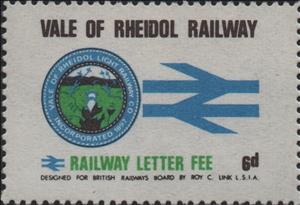 VALE OF RHEIDOL RAILWAY
VALE OF RHEIDOL LIGHT RAILWAY CO
INCORPORATED 1897
RAILWAY LETTER FEE 6d
DESIGNED FOR BRITISH RAILWAYS BOARD BY ROY C. LINK L.S.I.A.